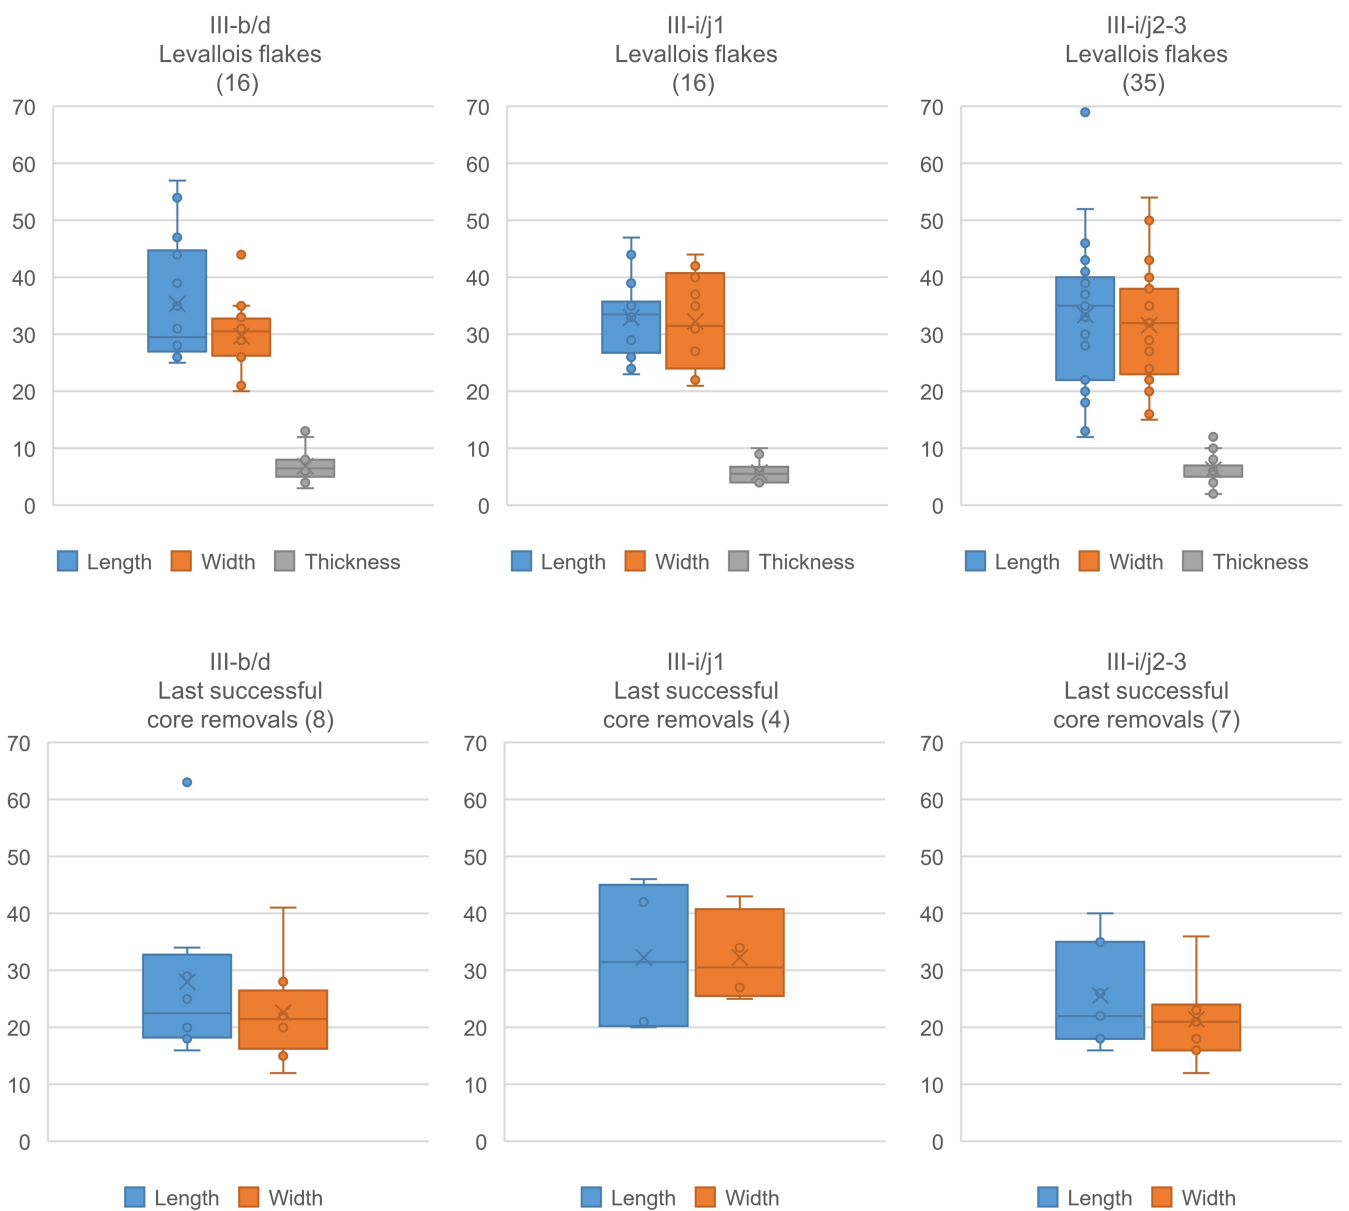 III-b/d
Levallois flakes
(16)
70
60
50
40
30
20
10
0
Length Width Thickness
III-i/j1
Levallois flakes
(16)
70
60
50
40
30
20
10
0
Length Width Thickness
III-i/j2-3
Levallois flakes
(35)
70
60
50
40
30
20
10
0
Length Width Thickness
III-b/d
Last successful
core removals (8)
70
60
50
40
30
20
10
0
Length Width
III-i/j1
Last successful
core removals (4)
70
60
50
40
30
20
10
0
Length Width
III-i/j2-3
Last successful
core removals (7)
70
60
50
40
30
20
10
0
Length Width